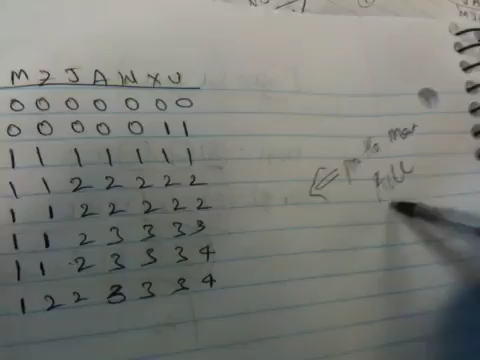 M Z J A W X U
0 0 0 0 0 0 0
0 0 0 0 0 1 1
1 1 1 1 1 1 1
1 1 2 2 2 2 2
1 1 2 2 2 2 2
1 1 2 3 3 3 3
1 1 2 3 3 3 4
1 2 2 3 3 3 4